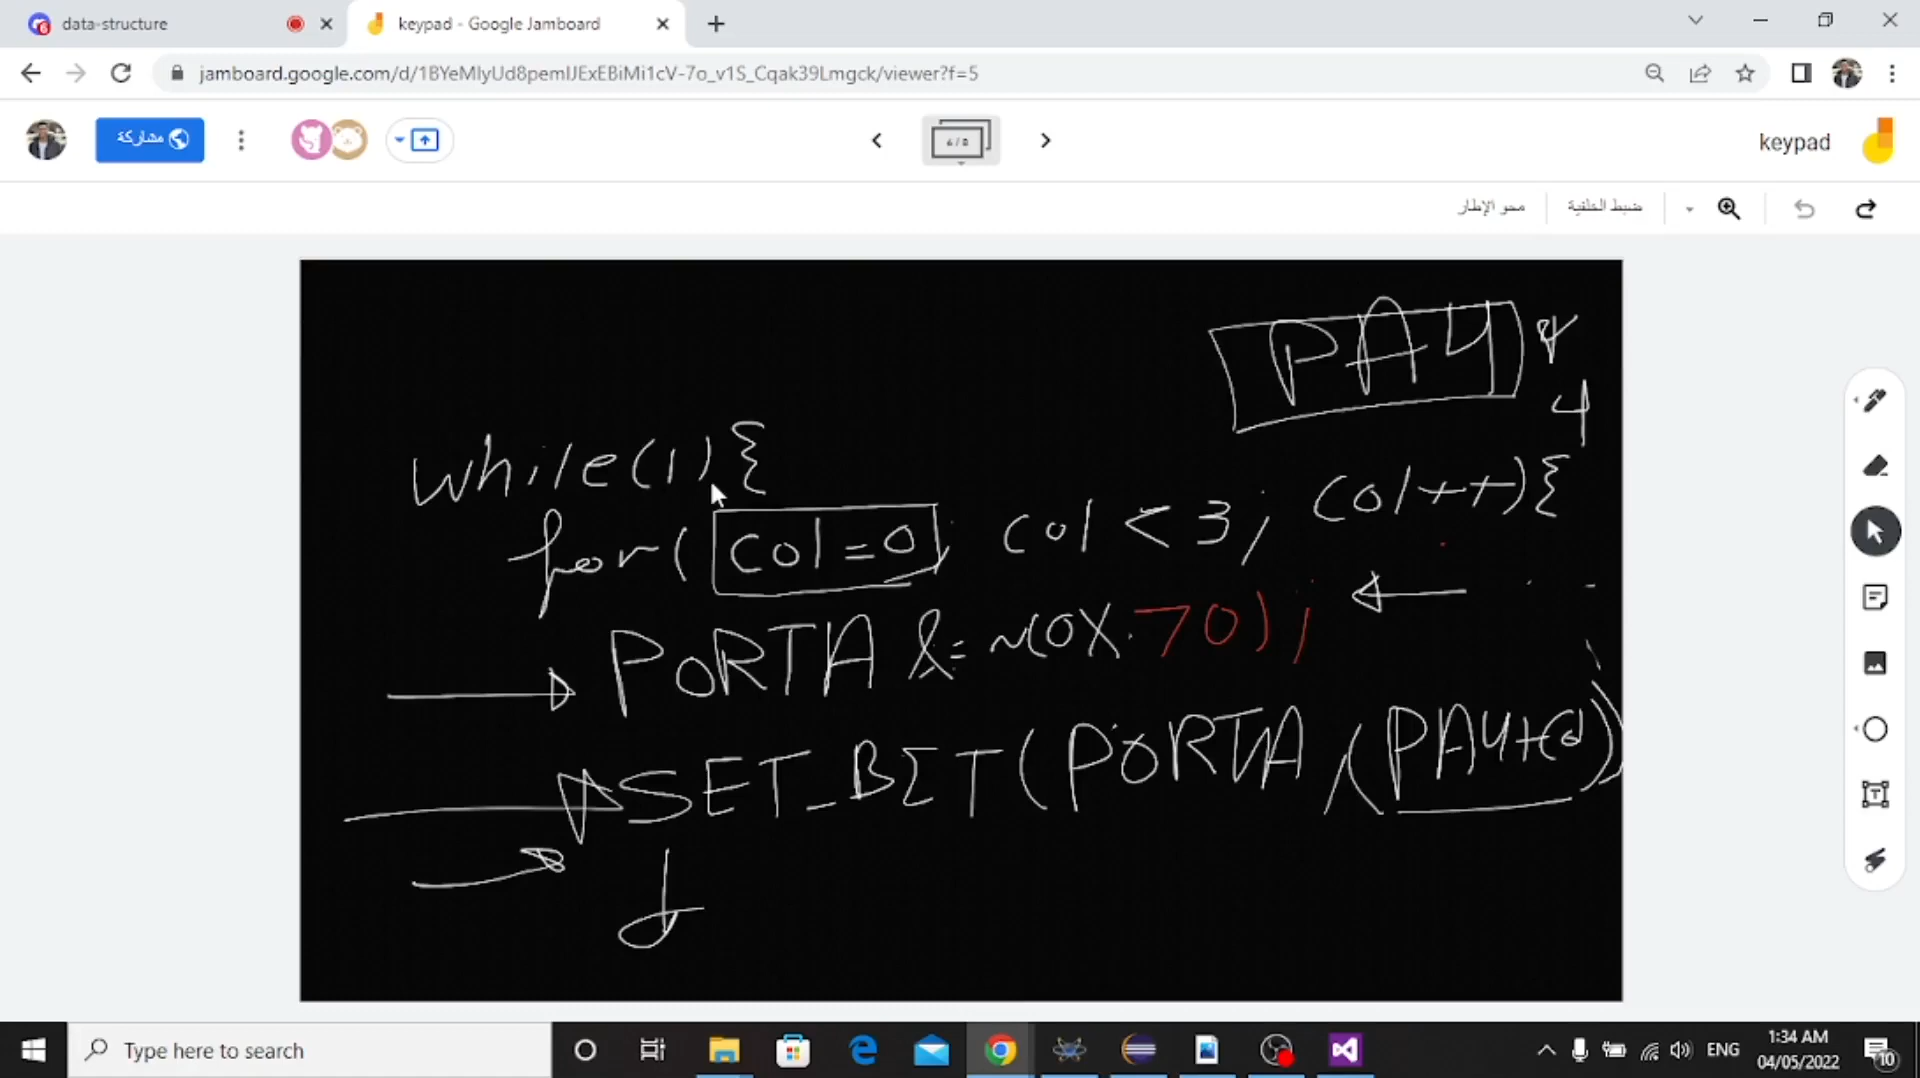 data-structure
keypad - Google Jamboard
jamboard.google.com/d/1BYeMlyUd8pemIJExEBiMi1cV-7o_v1S_Cqak39Lmgck/viewer?f=5
مشاركة
keypad
ضبط الخلفية
محو الإطار
PA4
4
while(1){
for( col=0; col<3; col++){
PORTA &= ~(0X70);
SET_BIT(PORTA,(PA4+
Type here to search
ENG
1:34 AM
04/05/2022
10